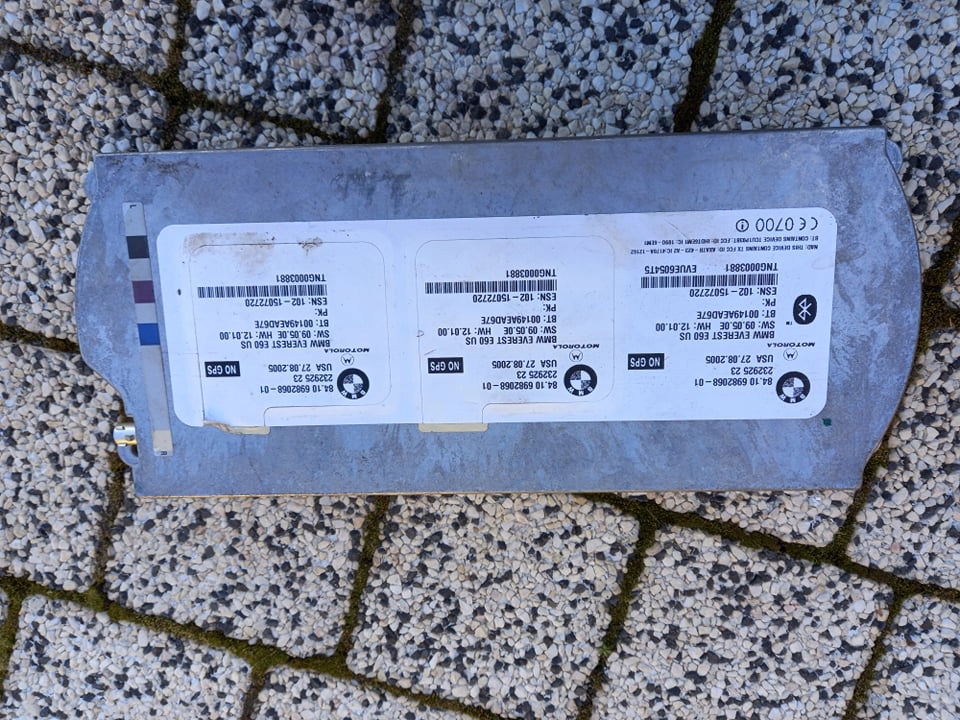 84.10 6982068-01
232925 23
USA 27.08.2005
NO GPS
MOTOROLA
BMW EVEREST E60 US
SW: 09.05.0E HW: 12.01.00
BT: 00149AEAD67E
PK:
ESN: 102-15072720
TNG0003881 EVUE6054T5
CE 0700
84.10 6982068-01
232925 23
USA 27.08.2005
NO GPS
MOTOROLA
BMW EVEREST E60 US
SW: 09.05.0E HW: 12.01.00
BT: 00149AEAD67E
PK:
ESN: 102-15072720
TNG0003881
84.10 6982068-01
232925 23
USA 27.08.2005
NO GPS
MOTOROLA
BMW EVEREST E60 US
SW: 09.05.0E HW: 12.01.00
BT: 00149AEAD67E
PK:
ESN: 102-15072720
TNG0003881